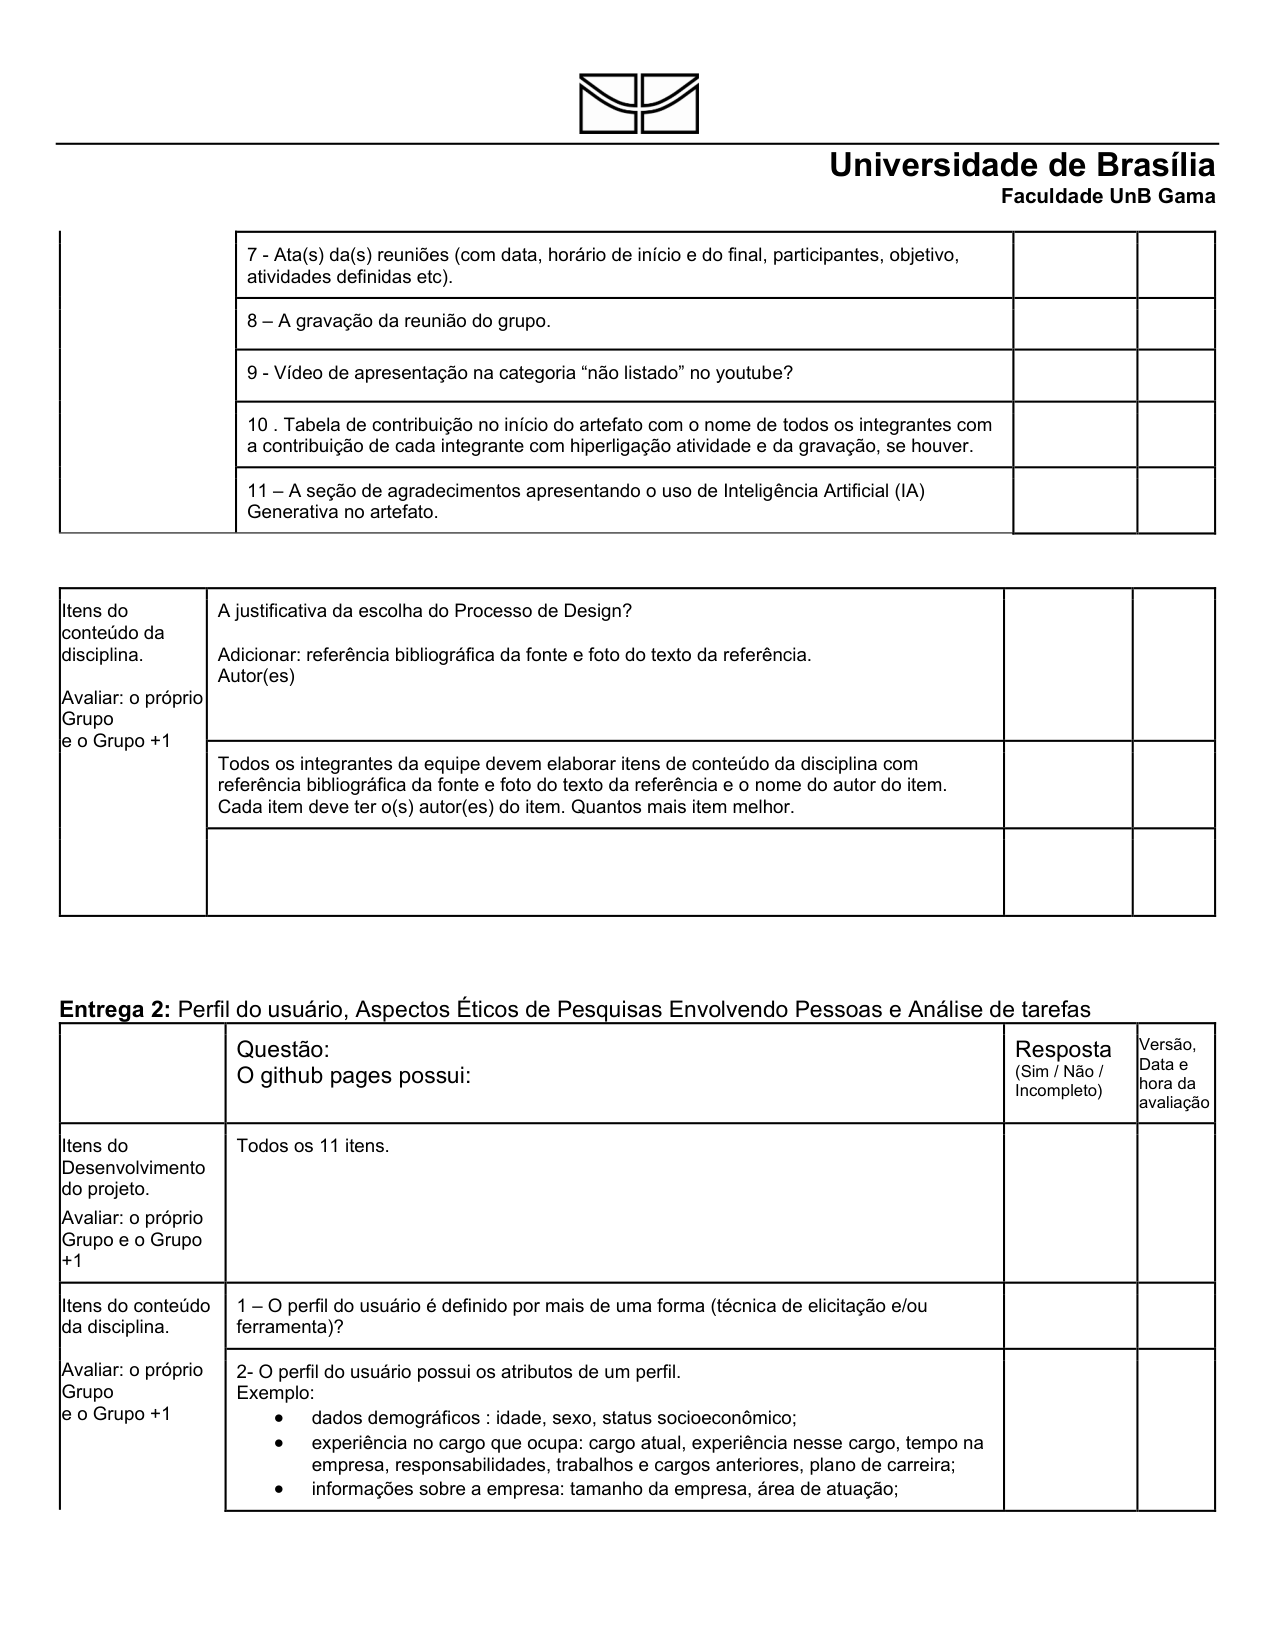 Universidade de Brasília
Faculdade UnB Gama
7 - Ata(s) da(s) reuniões (com data, horário de início e do final, participantes, objetivo,
atividades definidas etc).
8 – A gravação da reunião do grupo.
9 - Vídeo de apresentação na categoria “não listado” no youtube?
10 . Tabela de contribuição no início do artefato com o nome de todos os integrantes com
a contribuição de cada integrante com hiperligação atividade e da gravação, se houver.
11 – A seção de agradecimentos apresentando o uso de Inteligência Artificial (IA)
Generativa no artefato.
Itens do
conteúdo da
disciplina.
Avaliar: o próprio
Grupo
e o Grupo +1
A justificativa da escolha do Processo de Design?
Adicionar: referência bibliográfica da fonte e foto do texto da referência.
Autor(es)
Todos os integrantes da equipe devem elaborar itens de conteúdo da disciplina com
referência bibliográfica da fonte e foto do texto da referência e o nome do autor do item.
Cada item deve ter o(s) autor(es) do item. Quantos mais item melhor.
Entrega 2: Perfil do usuário, Aspectos Éticos de Pesquisas Envolvendo Pessoas e Análise de tarefas
Questão:
O github pages possui:
Resposta
(Sim / Não /
Incompleto)
Versão,
Data e
hora da
avaliação
Itens do
Desenvolvimento
do projeto.
Avaliar: o próprio
Grupo e o Grupo
+1
Todos os 11 itens.
Itens do conteúdo
da disciplina.
Avaliar: o próprio
Grupo
e o Grupo +1
1 – O perfil do usuário é definido por mais de uma forma (técnica de elicitação e/ou
ferramenta)?
2- O perfil do usuário possui os atributos de um perfil.
Exemplo:
● dados demográficos : idade, sexo, status socioeconômico;
● experiência no cargo que ocupa: cargo atual, experiência nesse cargo, tempo na
empresa, responsabilidades, trabalhos e cargos anteriores, plano de carreira;
● informações sobre a empresa: tamanho da empresa, área de atuação;